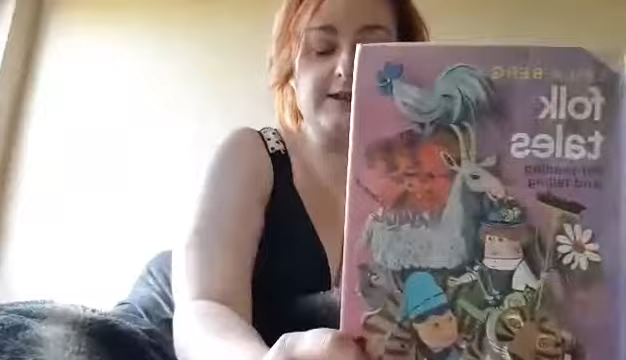 BERG
folk
tales
for reading
and telling